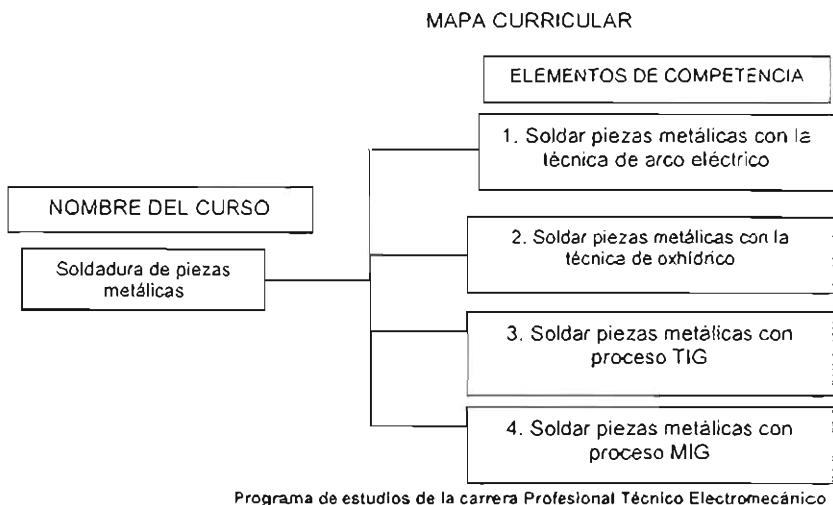 MAPA CURRICULAR
ELEMENTOS DE COMPETENCIA
1. Soldar piezas metálicas con la
técnica de arco eléctrico
NOMBRE DEL CURSO
2. Soldar piezas metálicas con la
técnica de oxhídrico
Soldadura de piezas
metálicas
3. Soldar piezas metálicas con
proceso TIG
4. Soldar piezas metálicas con
proceso MIG
Programa de estudios de la carrera Profesional Técnico Electromecánico